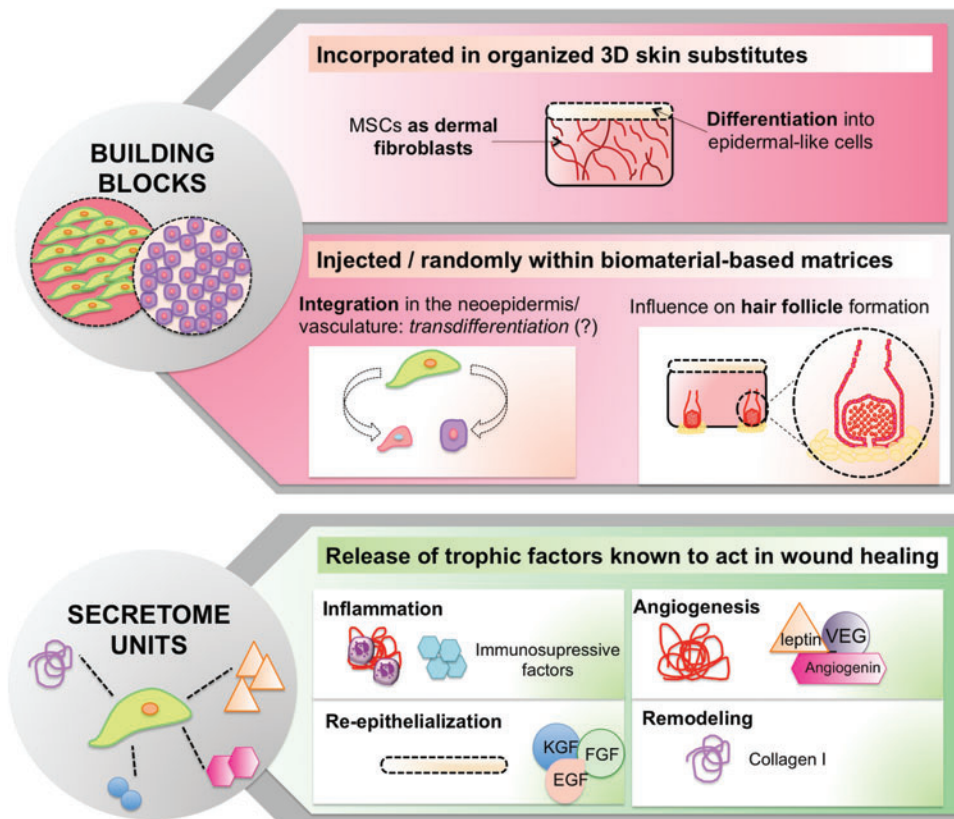 Incorporated in organized 3D skin substitutes
BUILDING
BLOCKS
MSCs as dermal
fibroblasts
Differentiation into
epidermal-like cells
Injected / randomly within biomaterial-based matrices
Integration in the neoepidermis/
vasculature: transdifferentiation (?)
Influence on hair follicle formation
Release of trophic factors known to act in wound healing
SECRETOME
UNITS
Inflammation
Immunosupressive
factors
Angiogenesis
leptin
VEG
Angiogenin
Re-epithelialization
KGF
FGF
EGF
Remodeling
Collagen I